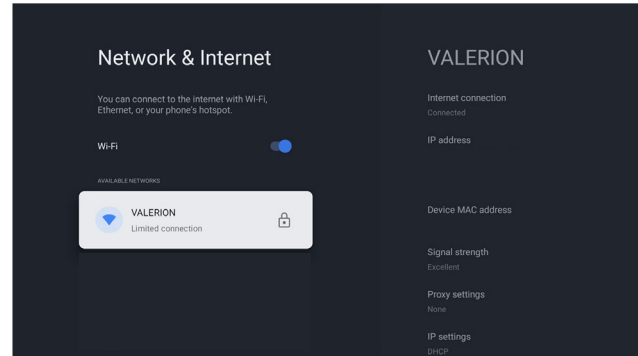 Network & Internet
You can connect to the internet with Wi-Fi,
Ethernet, or your phone's hotspot.
Wi-Fi
AVAILABLE NETWORKS
VALERION
Limited connection
VALERION
Internet connection
Connected
IP address
Device MAC address
Signal strength
Excellent
Proxy settings
None
IP settings
DHCP